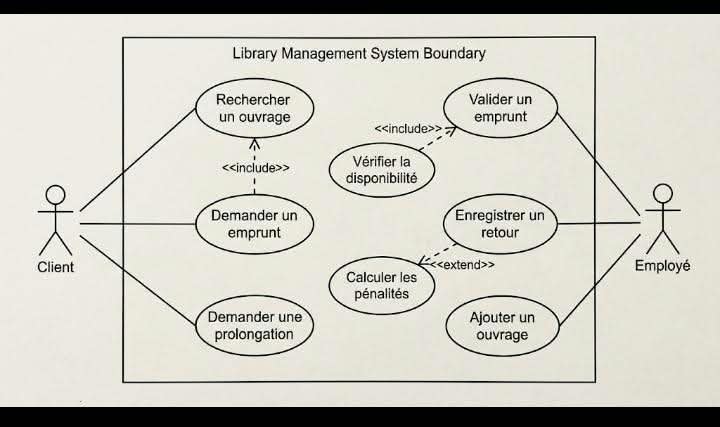 Library Management System Boundary
Rechercher
un ouvrage
<<include>>
Demander un
emprunt
Demander une
prolongation
Client
Valider un
emprunt
<<include>>
Vérifier la
disponibilité
Enregistrer un
retour
<<extend>>
Calculer les
pénalités
Ajouter un
ouvrage
Employé